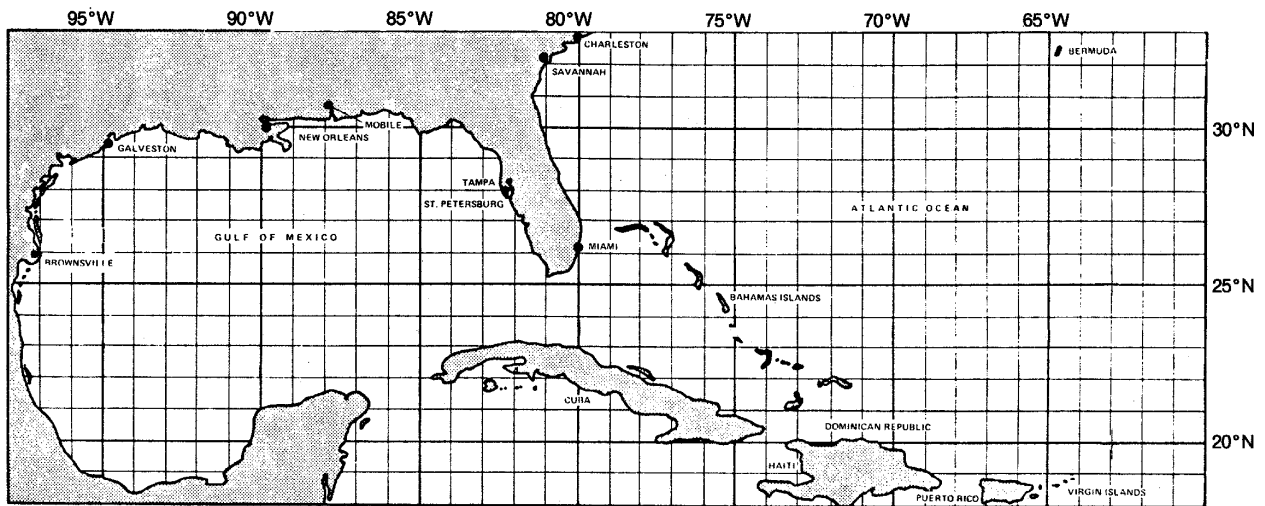 95°W 90°W 85°W 80°W 75°W 70°W 65°W
CHARLESTON
BERMUDA
SAVANNAH
MOBILE
30°N
NEW ORLEANS
GALVESTON
TAMPA
ST. PETERSBURG
ATLANTIC OCEAN
GULF OF MEXICO
MIAMI
BROWNSVILLE
25°N
BAHAMAS ISLANDS
CUBA
DOMINICAN REPUBLIC
20°N
HAITI
PUERTO RICO
VIRGIN ISLANDS